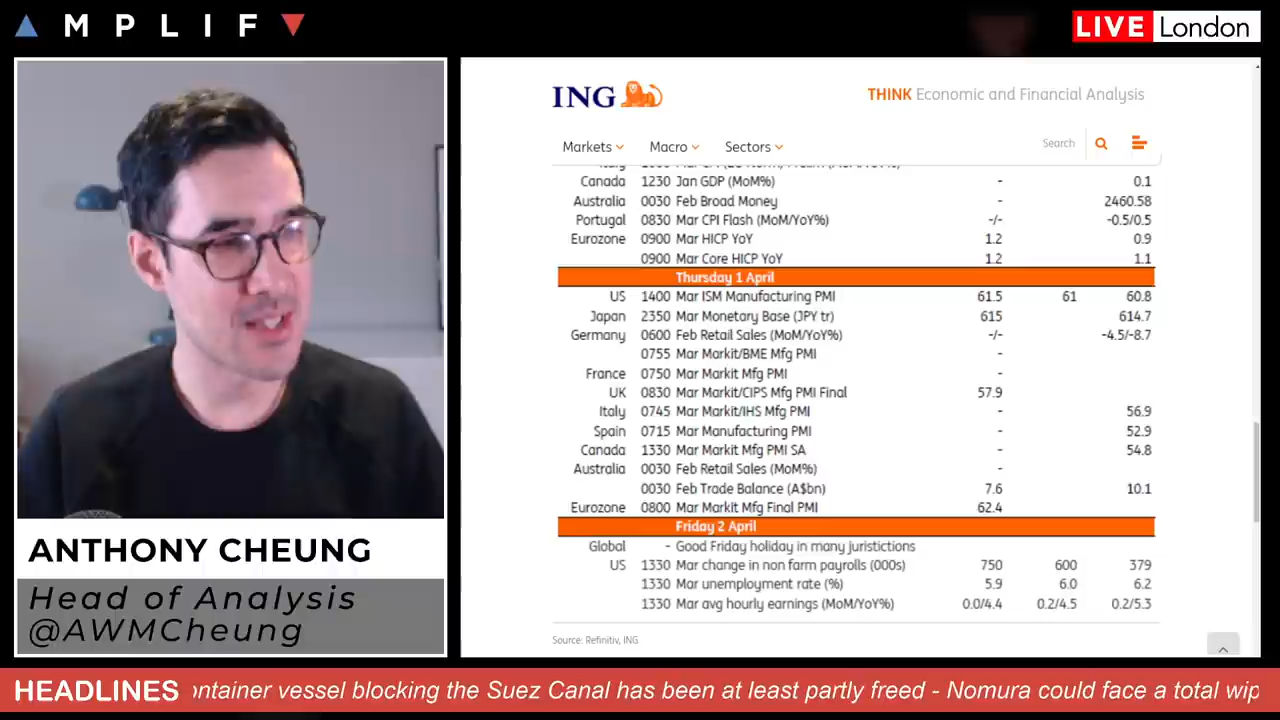 AMPLIFY
LIVE London
ING
THINK Economic and Financial Analysis
Markets Macro Sectors Search
Canada 1230 Jan GDP (MoM%) - 0.1
Australia 0030 Feb Broad Money - 2460.58
Portugal 0830 Mar CPI Flash (MoM/YoY%) -/- -0.5/0.5
Eurozone 0900 Mar HICP YoY 1.2 0.9
0900 Mar Core HICP YoY 1.2 1.1
Thursday 1 April
US 1400 Mar ISM Manufacturing PMI 61.5 61 60.8
Japan 2350 Mar Monetary Base (JPY tr) 615 614.7
Germany 0600 Feb Retail Sales (MoM/YoY%) -/- -4.5/-8.7
0755 Mar Markit/BME Mfg PMI -
France 0750 Mar Markit Mfg PMI -
UK 0830 Mar Markit/CIPS Mfg PMI Final 57.9
Italy 0745 Mar Markit/IHS Mfg PMI - 56.9
Spain 0715 Mar Manufacturing PMI - 52.9
Canada 1330 Mar Markit Mfg PMI SA - 54.8
Australia 0030 Feb Retail Sales (MoM%) -
0030 Feb Trade Balance (A$bn) 7.6 10.1
Eurozone 0800 Mar Markit Mfg Final PMI 62.4
Friday 2 April
Global - Good Friday holiday in many juristictions
US 1330 Mar change in non farm payrolls (000s) 750 600 379
1330 Mar unemployment rate (%) 5.9 6.0 6.2
1330 Mar avg hourly earnings (MoM/YoY%) 0.0/4.4 0.2/4.5 0.2/5.3
Source: Refinitiv, ING
ANTHONY CHEUNG
Head of Analysis
@AWMCheung
HEADLINES ontainer vessel blocking the Suez Canal has been at least partly freed - Nomura could face a total wip